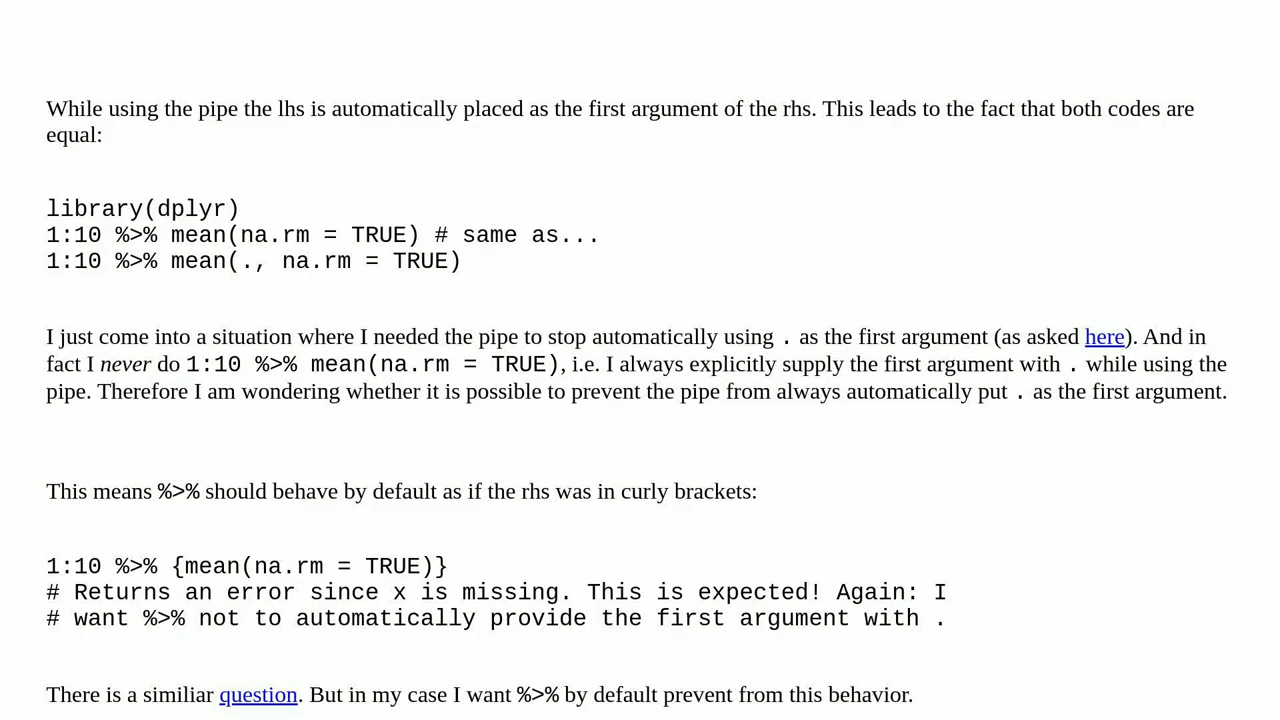 While using the pipe the lhs is automatically placed as the first argument of the rhs. This leads to the fact that both codes are
equal:
library(dplyr)
1:10 %>% mean(na.rm = TRUE) # same as...
1:10 %>% mean(., na.rm = TRUE)
I just come into a situation where I needed the pipe to stop automatically using . as the first argument (as asked here). And in
fact I never do 1:10 %>% mean(na.rm = TRUE), i.e. I always explicitly supply the first argument with . while using the
pipe. Therefore I am wondering whether it is possible to prevent the pipe from always automatically put . as the first argument.
This means %>% should behave by default as if the rhs was in curly brackets:
1:10 %>% {mean(na.rm = TRUE)}
# Returns an error since x is missing. This is expected! Again: I
# want %>% not to automatically provide the first argument with .
There is a similiar question. But in my case I want %>% by default prevent from this behavior.